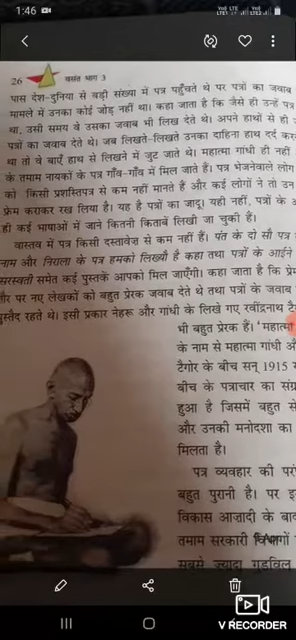 1:46
84%
26 वसंत भाग 3
पास देश-दुनिया से बड़ी संख्या में पत्र पहुँचते थे पर पत्रों का जवाब
मामले में उनका कोई जोड़ नहीं था। कहा जाता है कि जैसे ही उन्हें पत्र
था, उसी समय वे उसका जवाब भी लिख देते थे। अपने हाथों से ही
पत्रों का जवाब देते थे। जब लिखते-लिखते उनका दाहिना हाथ दर्द कर
था तो वे बाएँ हाथ से लिखने में जुट जाते थे। महात्मा गांधी ही नहीं
के तमाम नायकों के पत्र गाँव-गाँव में मिल जाते हैं। पत्र भेजनेवाले लोग
को किसी प्रशस्तिपत्र से कम नहीं मानते हैं और कई लोगों ने तो उन
फ्रेम कराकर रख लिया है। यह है पत्रों का जादू। यही नहीं, पत्रों के
ही कई भाषाओं में जाने कितनी किताबें लिखी जा चुकी हैं।
वास्तव में पत्र किसी दस्तावेज़ से कम नहीं हैं। पंत के दो सौ पत्र
नाम और निराला के पत्र हमको लिख्यौ है कहा तथा पत्रों के आईने
सरस्वती समेत कई पुस्तकें आपको मिल जाएँगी। कहा जाता है कि प्रेम
तौर पर नए लेखकों को बहुत प्रेरक जवाब देते थे तथा पत्रों के जवाब
मुस्तैद रहते थे। इसी प्रकार नेहरू और गांधी के लिखे गए रवींद्रनाथ टै
भी बहुत प्रेरक हैं। 'महात्मा
के नाम से महात्मा गांधी औ
टैगोर के बीच सन् 1915
बीच के पत्राचार का संग्र
हुआ है जिसमें बहुत से
और उनकी मनोदशा का
मिलता है।
पत्र व्यवहार की परं
बहुत पुरानी है। पर इ
विकास आज़ादी के बाद
तमाम सरकारी विभागों
सबसे ज़्यादा गुडविल
V RECORDER